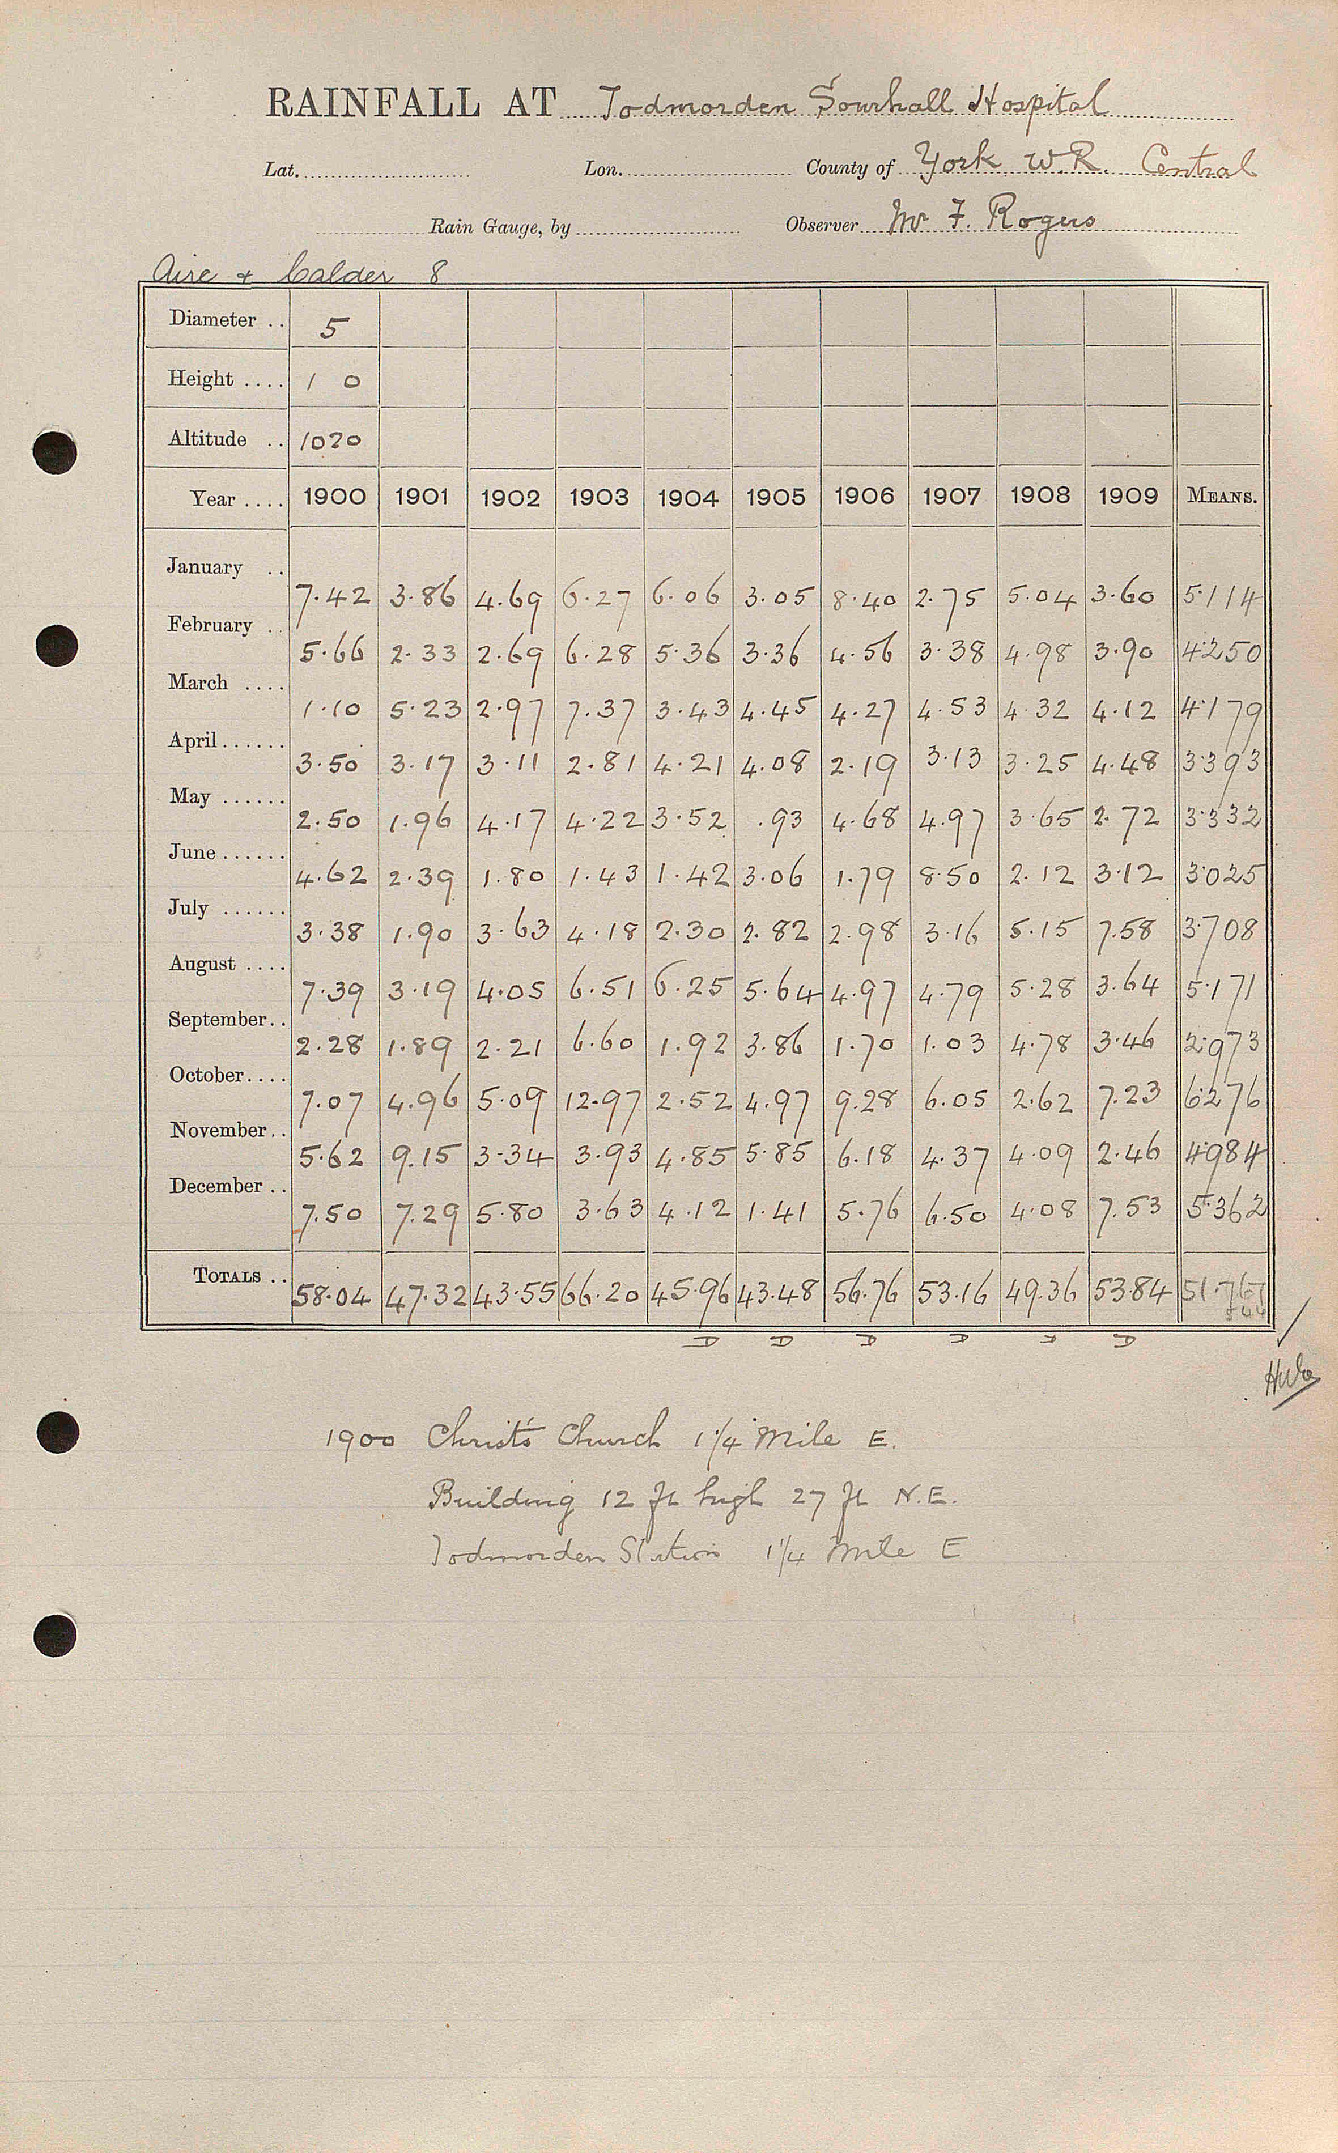 RAINFALL AT Todmorden Sourhall Hospital
Lat. Lon. County of York W.R. Central
Rain Gauge, by Observer Mr F. Rogers
Aire & Calder 8
Diameter .. 5
Height .... 1 0
Altitude .. 1020
Year .... 1900 1901 1902 1903 1904 1905 1906 1907 1908 1909 MEANS.
January .. 7.42 3.86 4.69 6.27 6.06 3.05 8.40 2.75 5.04 3.60 5.114
February .. 5.66 2.33 2.69 6.28 5.36 3.36 4.56 3.38 4.98 3.90 4.250
March .... 1.10 5.23 2.97 7.37 3.43 4.45 4.27 4.53 4.32 4.12 4.179
April...... 3.50 3.17 3.11 2.81 4.21 4.08 2.19 3.13 3.25 4.48 3.393
May ...... 2.50 1.96 4.17 4.22 3.52 .93 4.68 4.97 3.65 2.72 3.332
June...... 4.62 2.39 1.80 1.43 1.42 3.06 1.79 8.50 2.12 3.12 3.025
July ...... 3.38 1.90 3.63 4.18 2.30 2.82 2.98 3.16 5.15 7.58 3.708
August .... 7.39 3.19 4.05 6.51 6.25 5.64 4.97 4.79 5.28 3.64 5.171
September.. 2.28 1.89 2.21 6.60 1.92 3.86 1.70 1.03 4.78 3.46 2.973
October.... 7.07 4.96 5.09 12.97 2.52 4.97 9.28 6.05 2.62 7.23 6.276
November.. 5.62 9.15 3.34 3.93 4.85 5.85 6.18 4.37 4.09 2.46 4.984
December .. 7.50 7.29 5.80 3.63 4.12 1.41 5.76 6.50 4.08 7.53 5.362
TOTALS .. 58.04 47.32 43.55 66.20 45.96 43.48 56.76 53.16 49.36 53.84 51.767
D D D D D D
1900 Christ's Church 1 1/4 Mile E.
Building 12 ft high 27 ft N.E.
Todmorden Station 1 1/4 Mile E